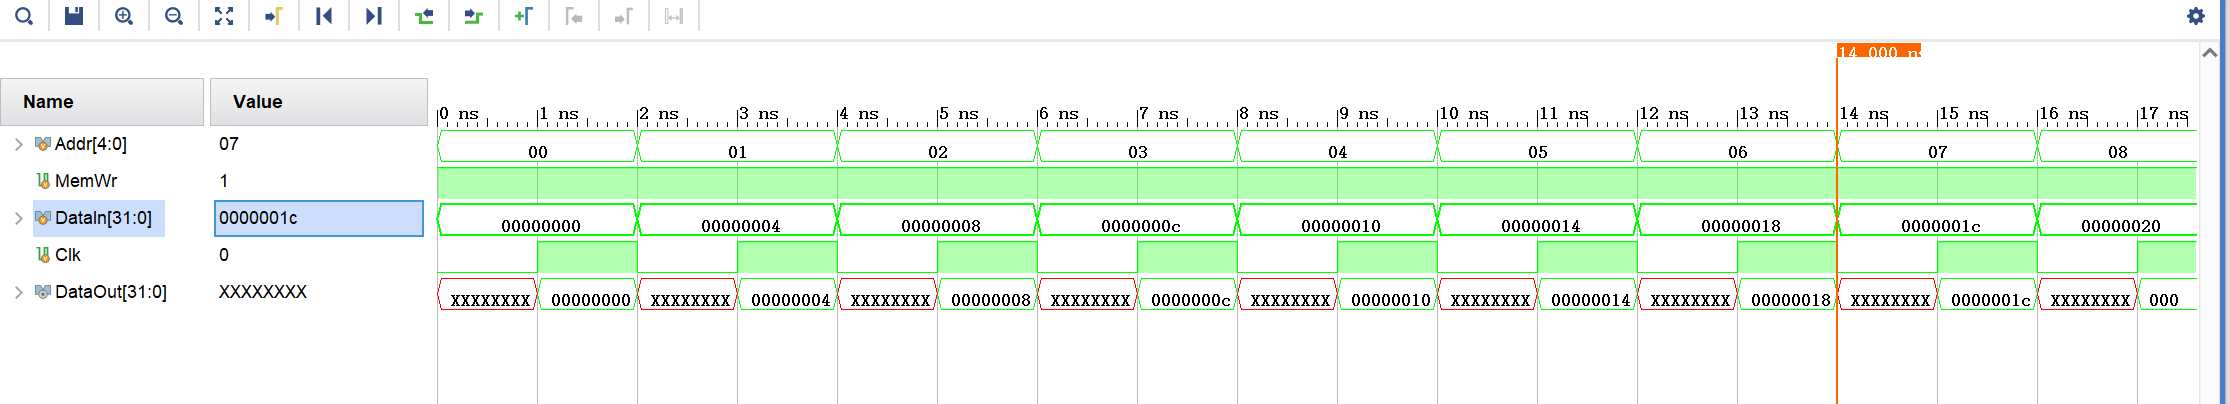 14.000 ns
Name Value
0 ns 1 ns 2 ns 3 ns 4 ns 5 ns 6 ns 7 ns 8 ns 9 ns 10 ns 11 ns 12 ns 13 ns 14 ns 15 ns 16 ns 17 ns
Addr[4:0] 07 00 01 02 03 04 05 06 07 08
MemWr 1
DataIn[31:0] 0000001c 00000000 00000004 00000008 0000000c 00000010 00000014 00000018 0000001c 00000020
Clk 0
DataOut[31:0] XXXXXXXX XXXXXXXX 00000000 XXXXXXXX 00000004 XXXXXXXX 00000008 XXXXXXXX 0000000c XXXXXXXX 00000010 XXXXXXXX 00000014 XXXXXXXX 00000018 XXXXXXXX 0000001c XXXXXXXX 000